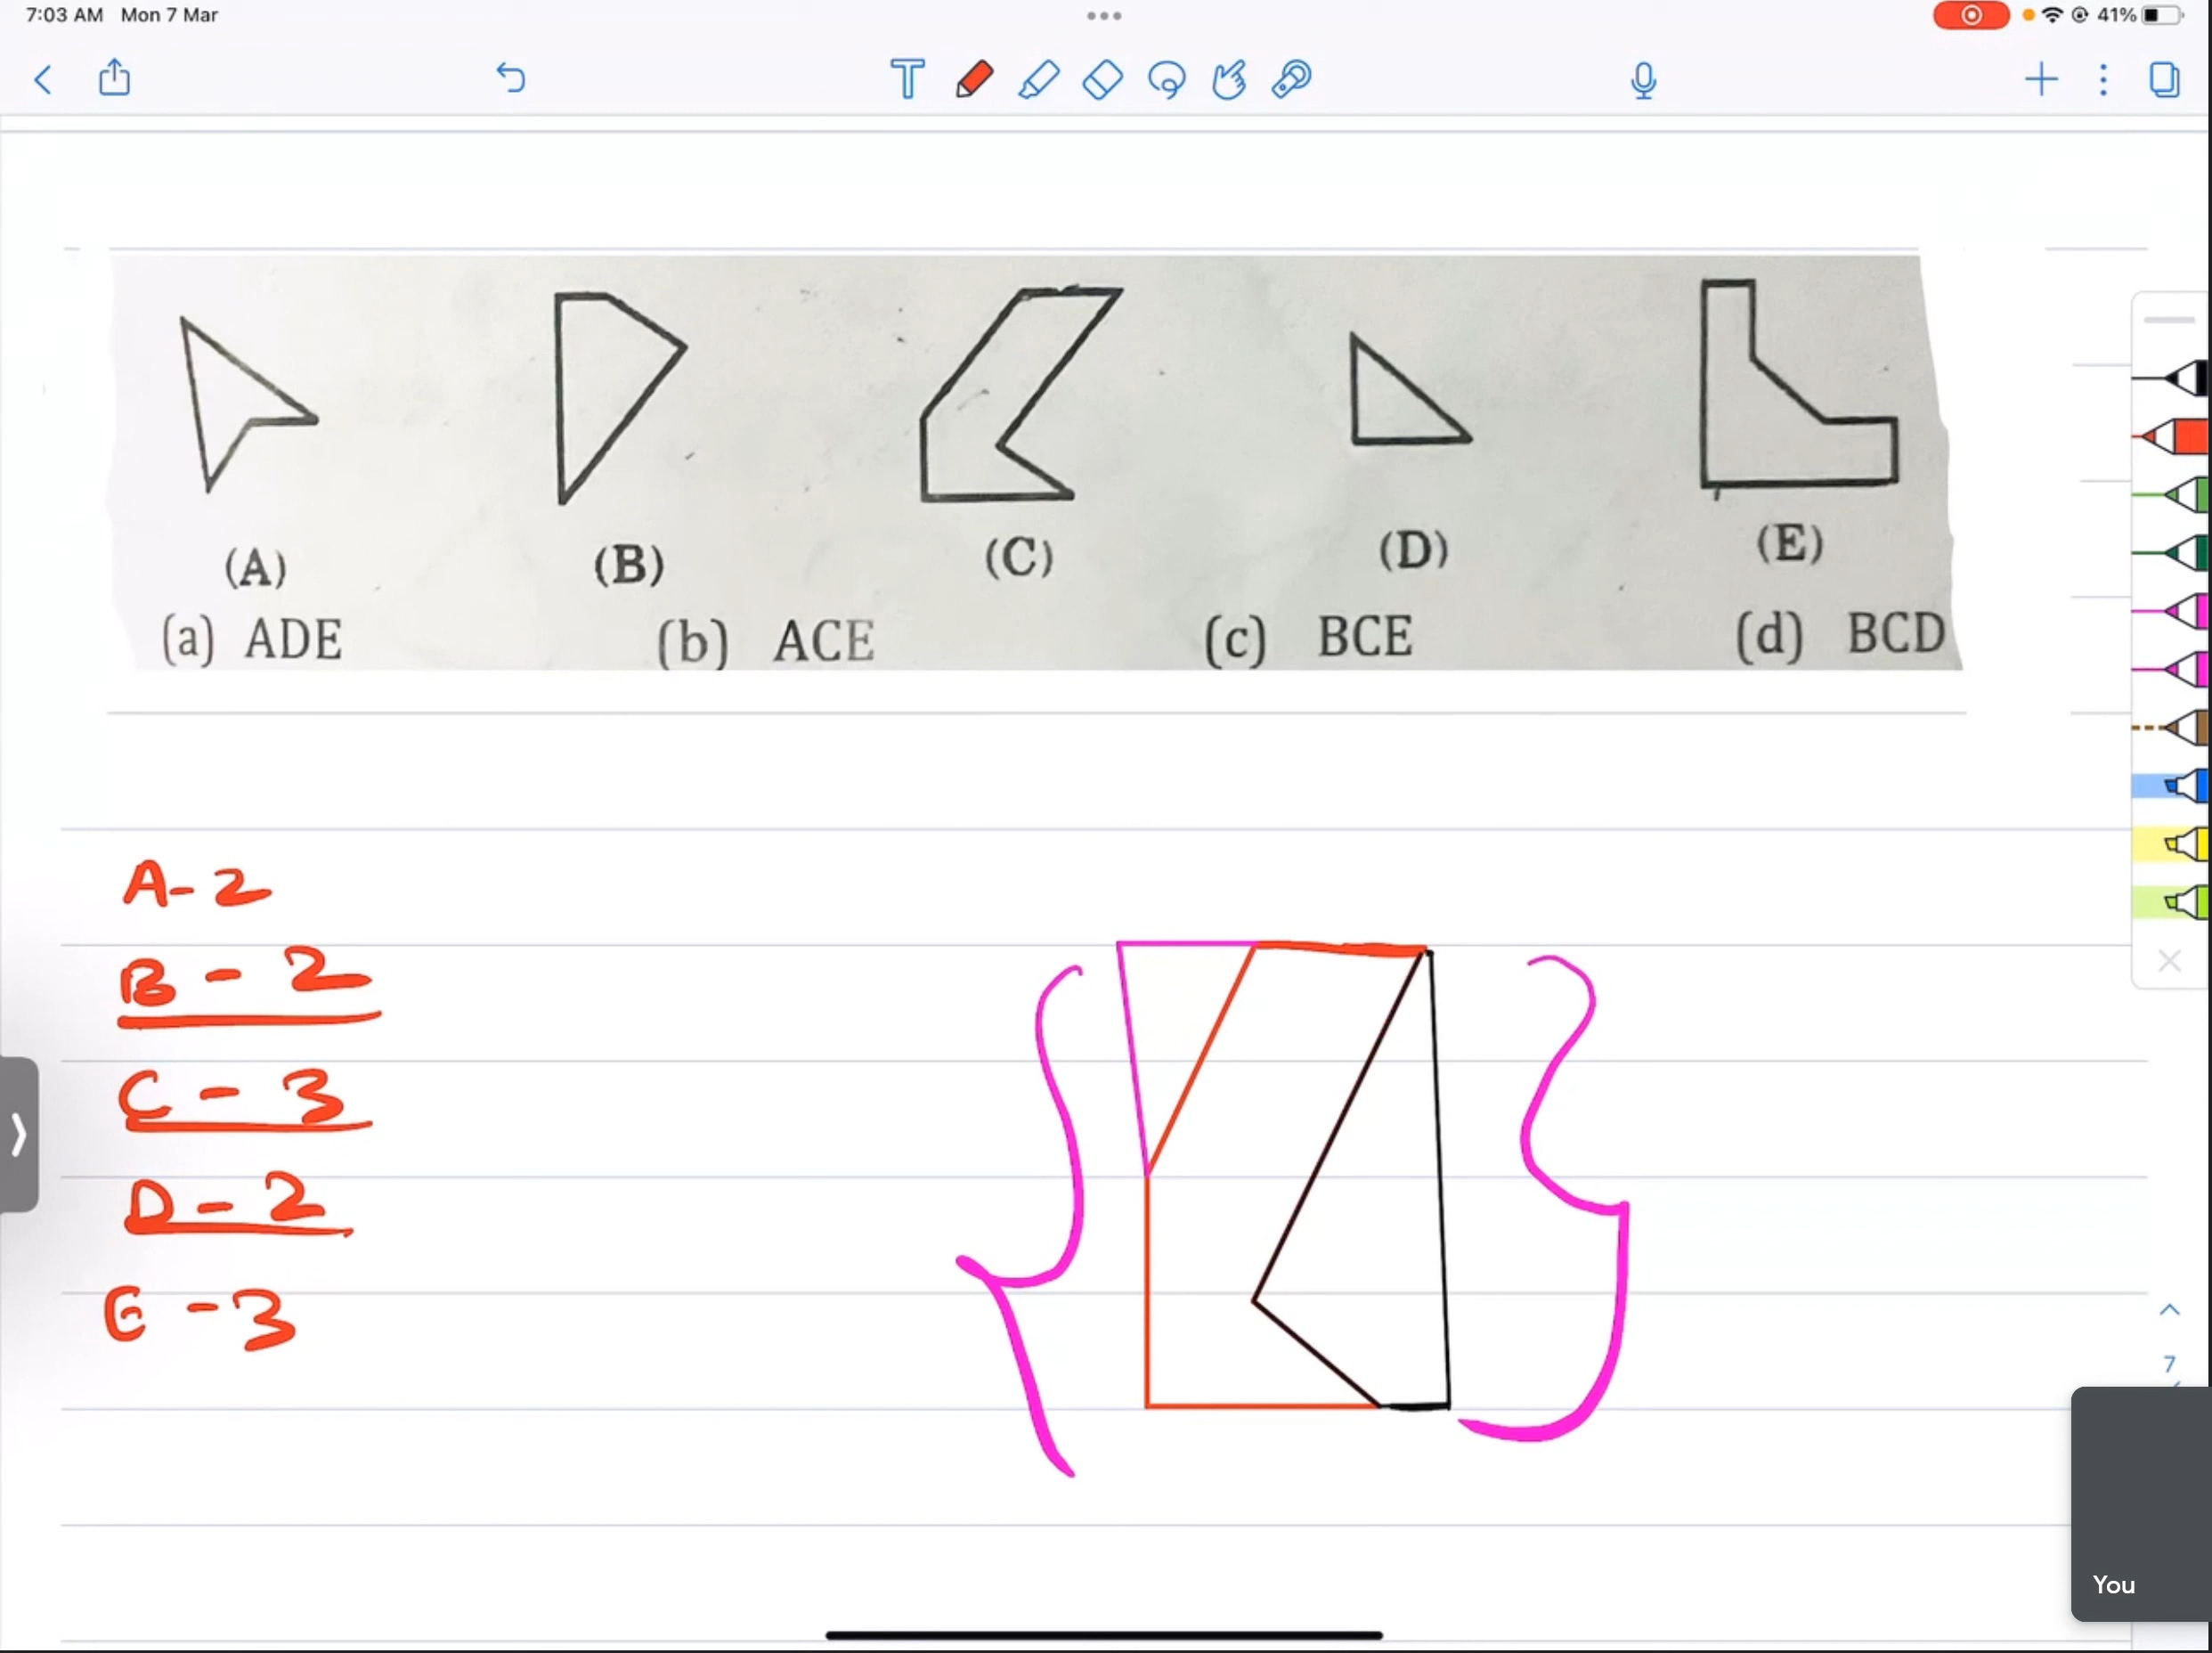 7:03 AM Mon 7 Mar
41%
(A) (B) (C) (D) (E)
(a) ADE (b) ACE (c) BCE (d) BCD
A- 2
B - 2
C - 3
D - 2
E - 3
7
You